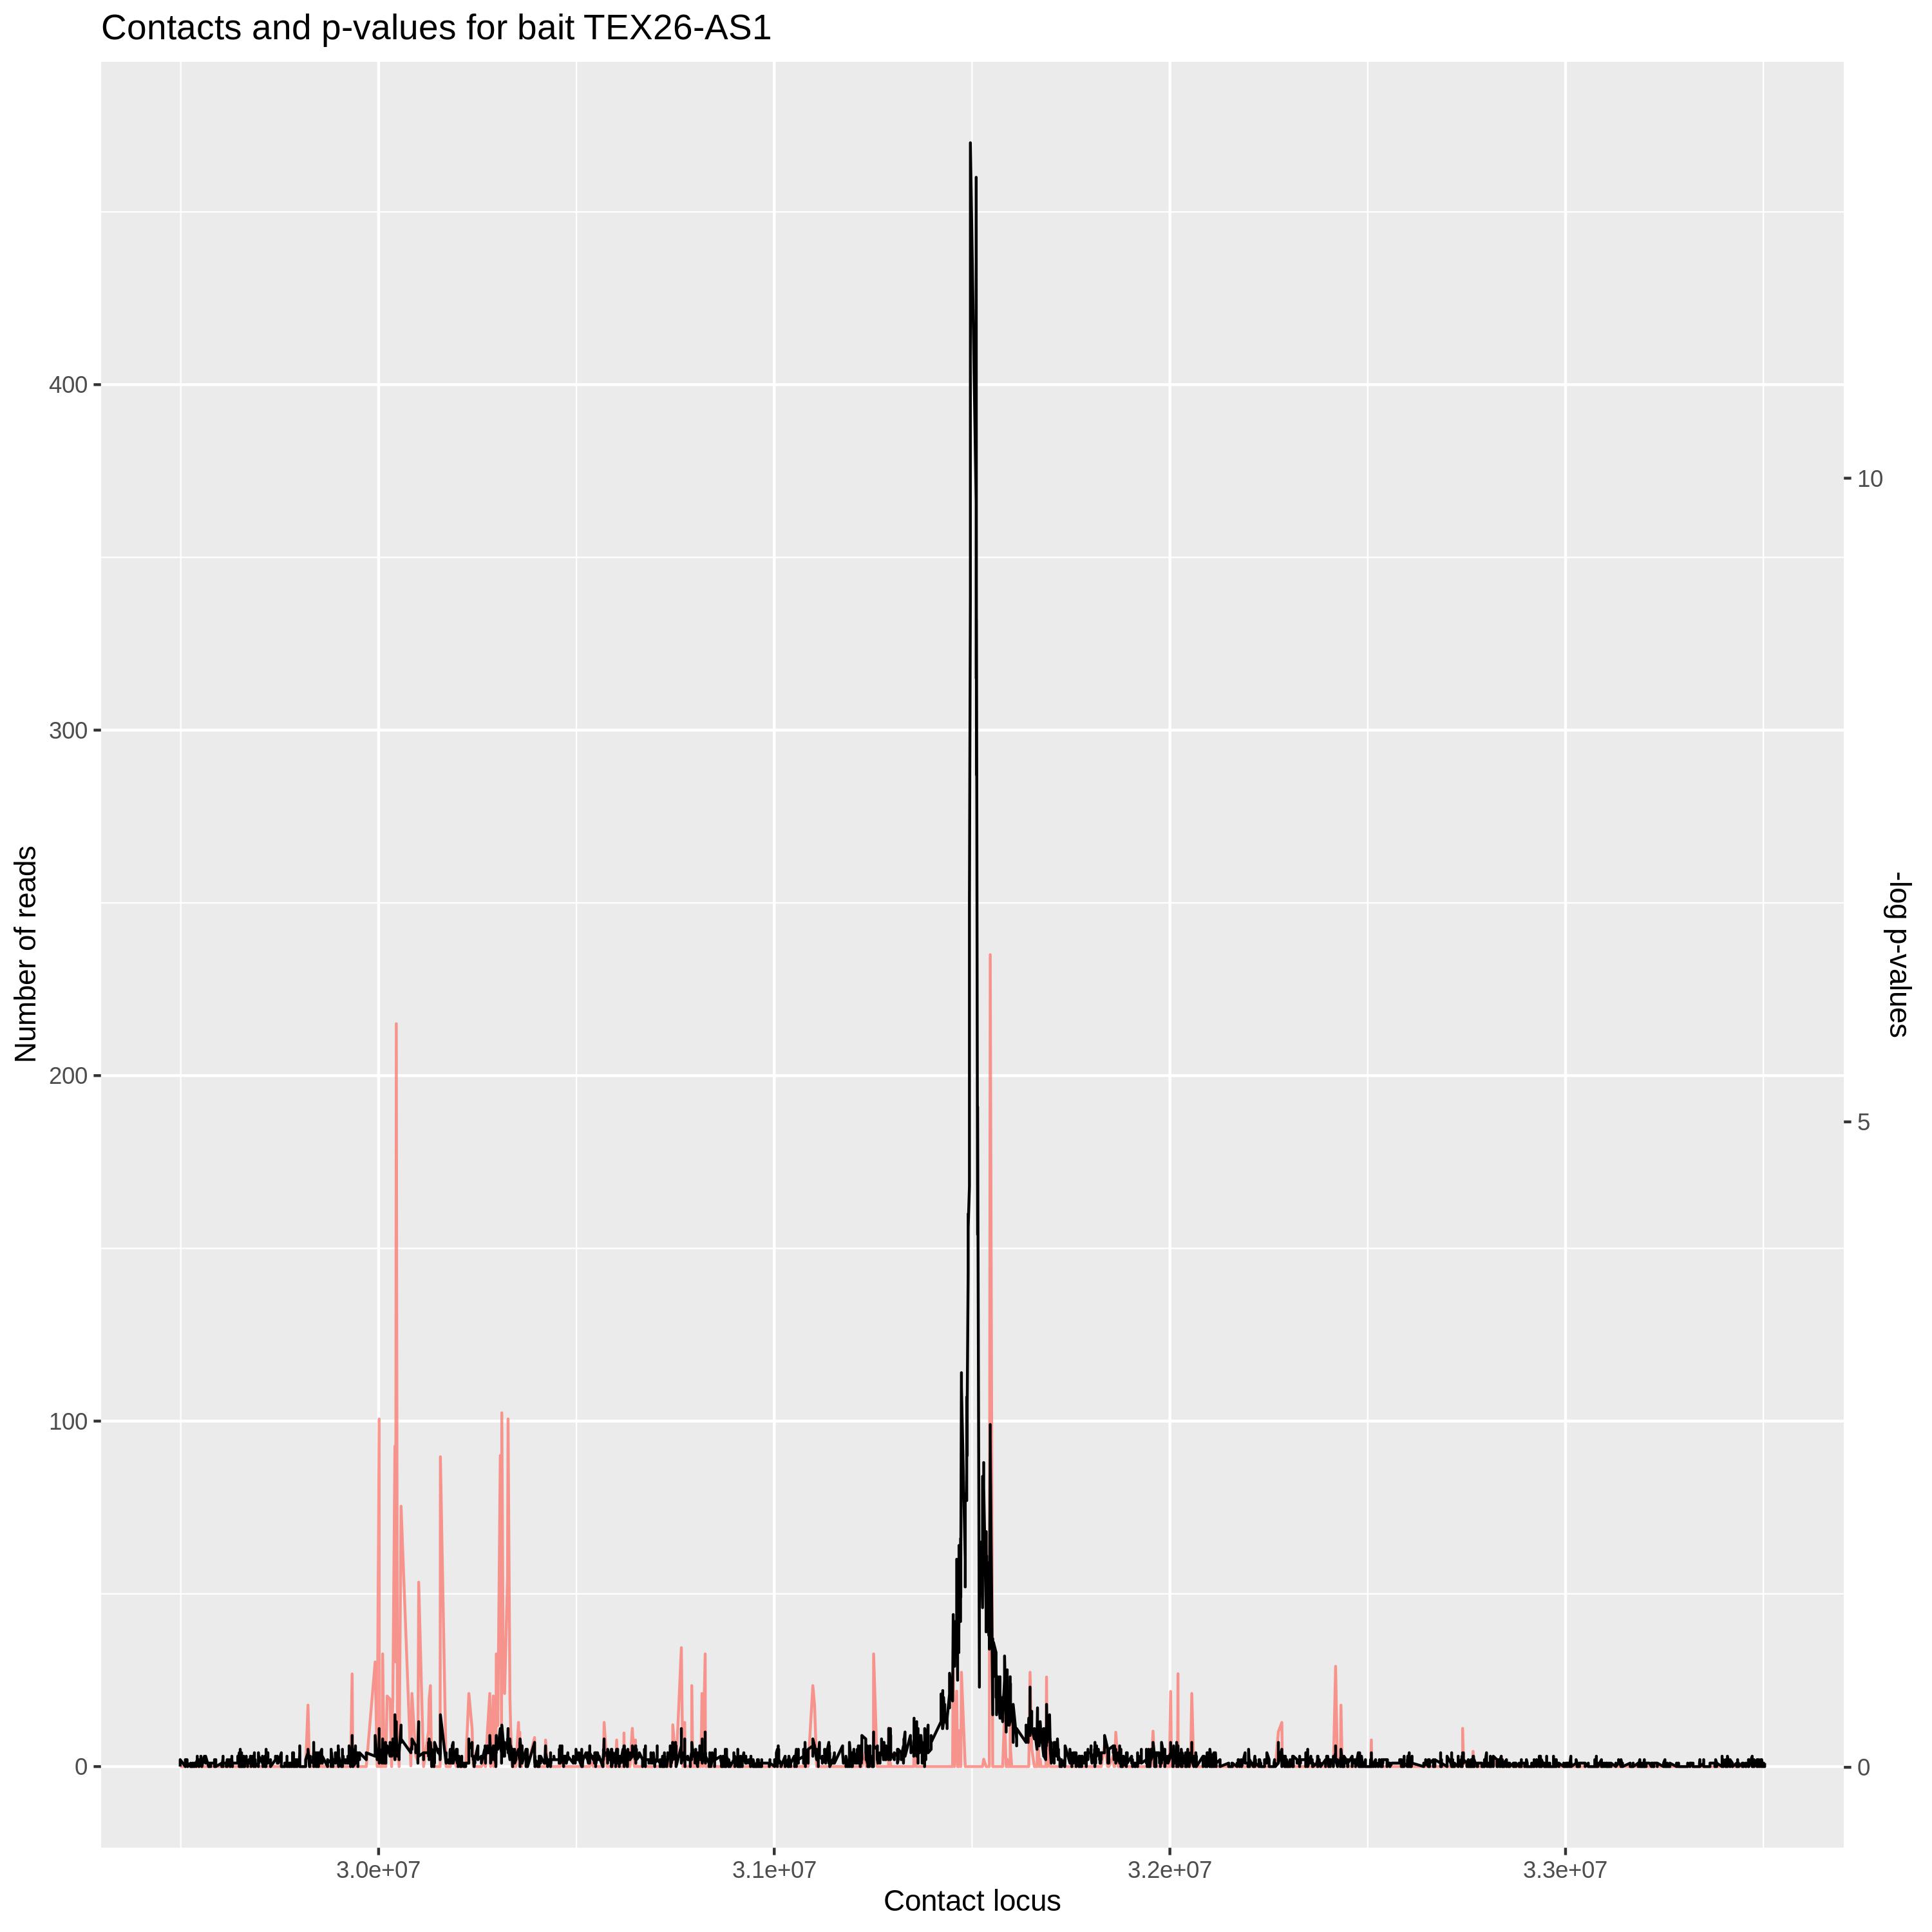 Contacts and p-values for bait TEX26-AS1
400
300
200
100
0
Number of reads
10
5
0
-log p-values
3.0e+07
3.1e+07
3.2e+07
3.3e+07
Contact locus